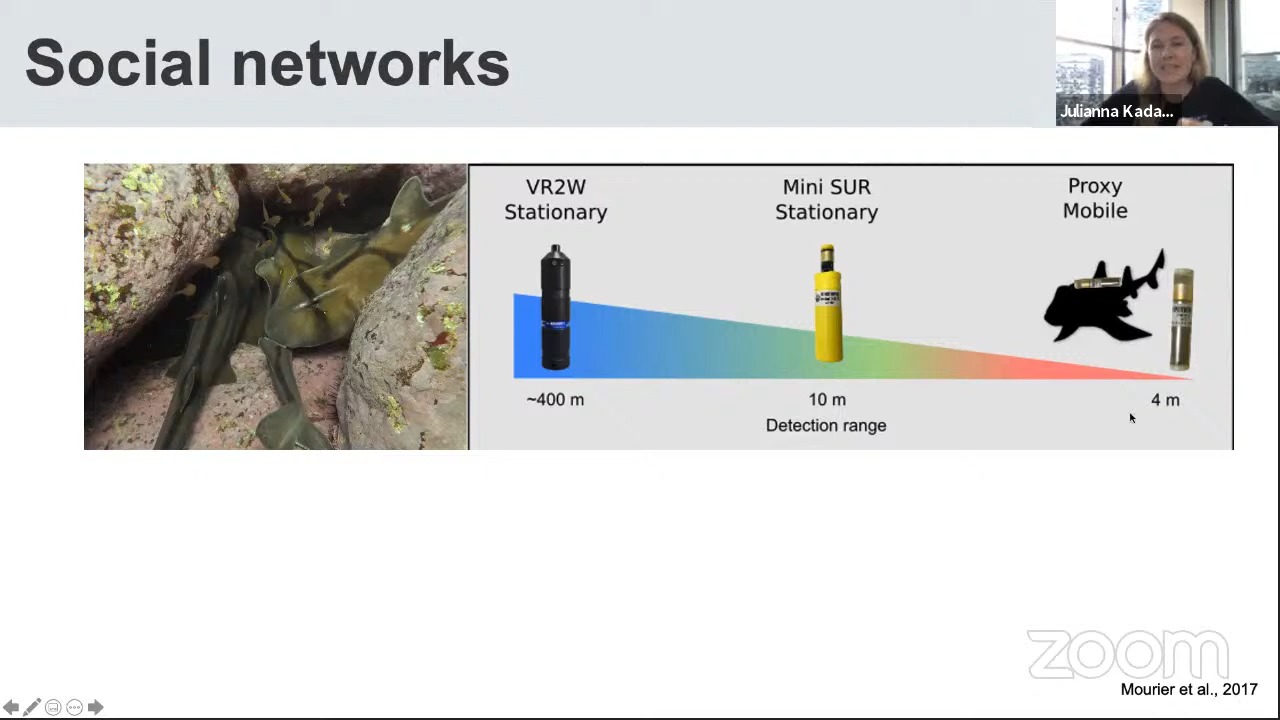 Social networks
Julianna Kada...
VR2W
Stationary
Mini SUR
Stationary
Proxy
Mobile
~400 m
10 m
4 m
Detection range
zoom
Mourier et al., 2017